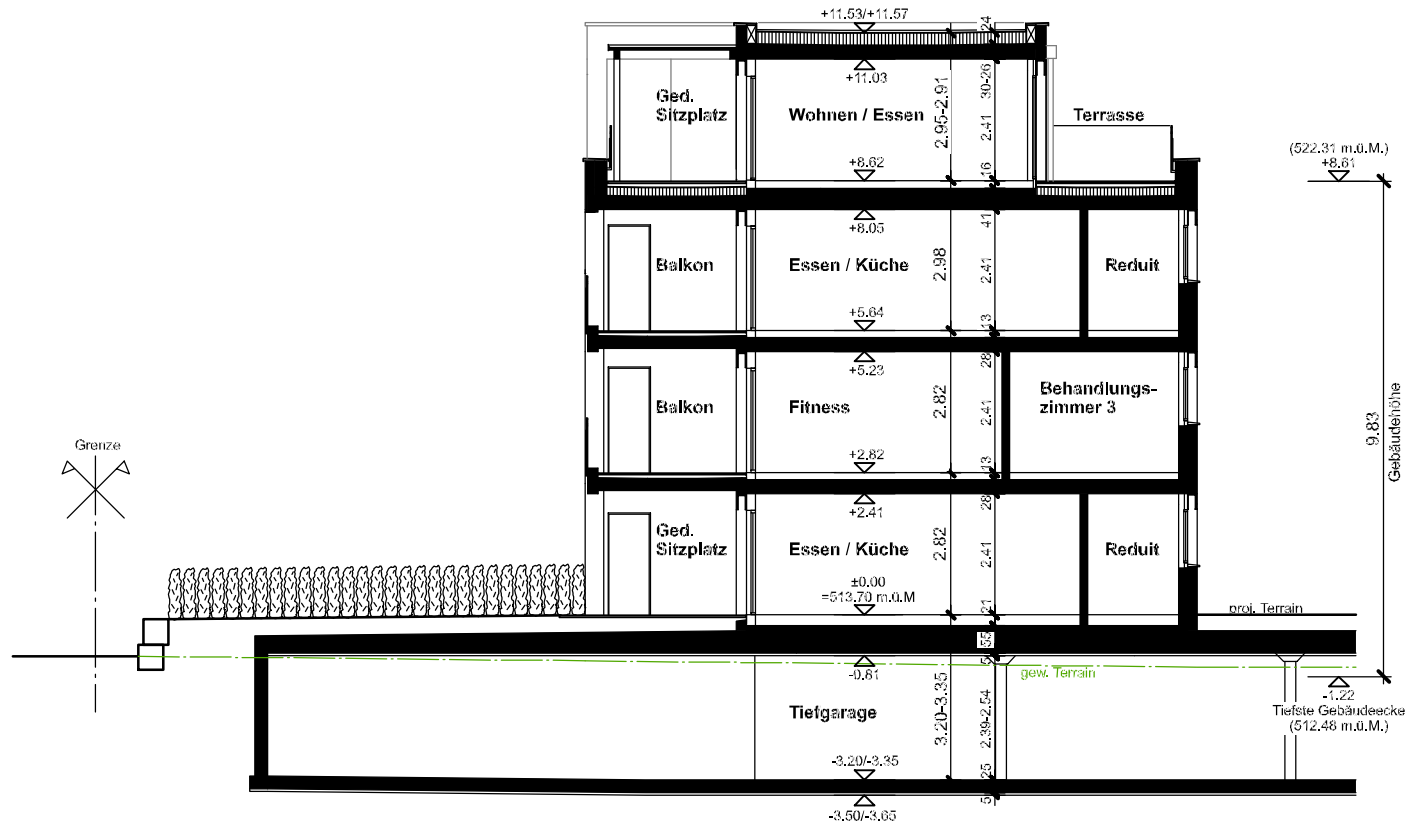 +11.53/+11.57
24
+11.03
30-26
2.95-2.91
Ged.
Sitzplatz
Wohnen / Essen
2.41
Terrasse
+8.62
16
(522.31 m.ü.M.)
+8.61
+8.05
41
Balkon
Essen / Küche
2.98
2.41
Reduit
+5.64
13
+5.23
28
Balkon
Fitness
2.82
2.41
Behandlungs-
zimmer 3
+2.82
13
9.83
Gebäudehöhe
Grenze
+2.41
28
Ged.
Sitzplatz
Essen / Küche
2.82
2.41
Reduit
±0.00
=513.70 m.ü.M
21
proj. Terrain
55
5
-0.81
gew. Terrain
-1.22
Tiefste Gebäudeecke
(512.48 m.ü.M.)
Tiefgarage
3.20-3.35
2.39-2.54
-3.20/-3.35
25
5
-3.50/-3.65